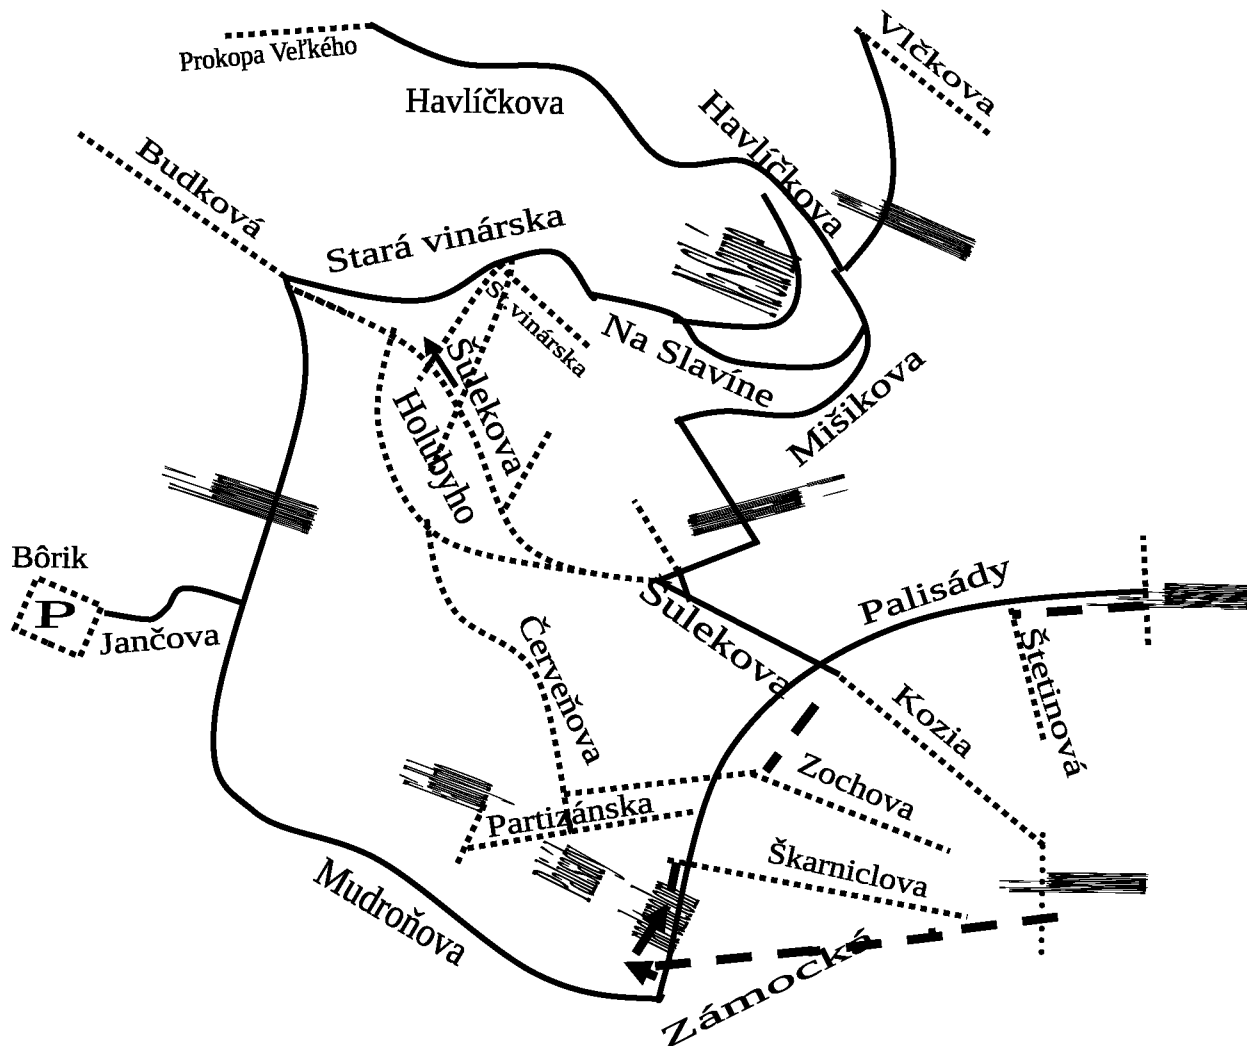 Prokopa Veľkého
Havlíčkova
Vlčkova
Havlíčkova
Budková
Stará vinárska
St. vinárska
Na Slavíne
Mišikova
Šulekova
Holubyho
Bôrik
P
Jančova
Palisády
Šulekova
Štetinová
Červeňova
Kozia
Zochova
Partizánska
Škarniclova
Mudroňova
Zámocká